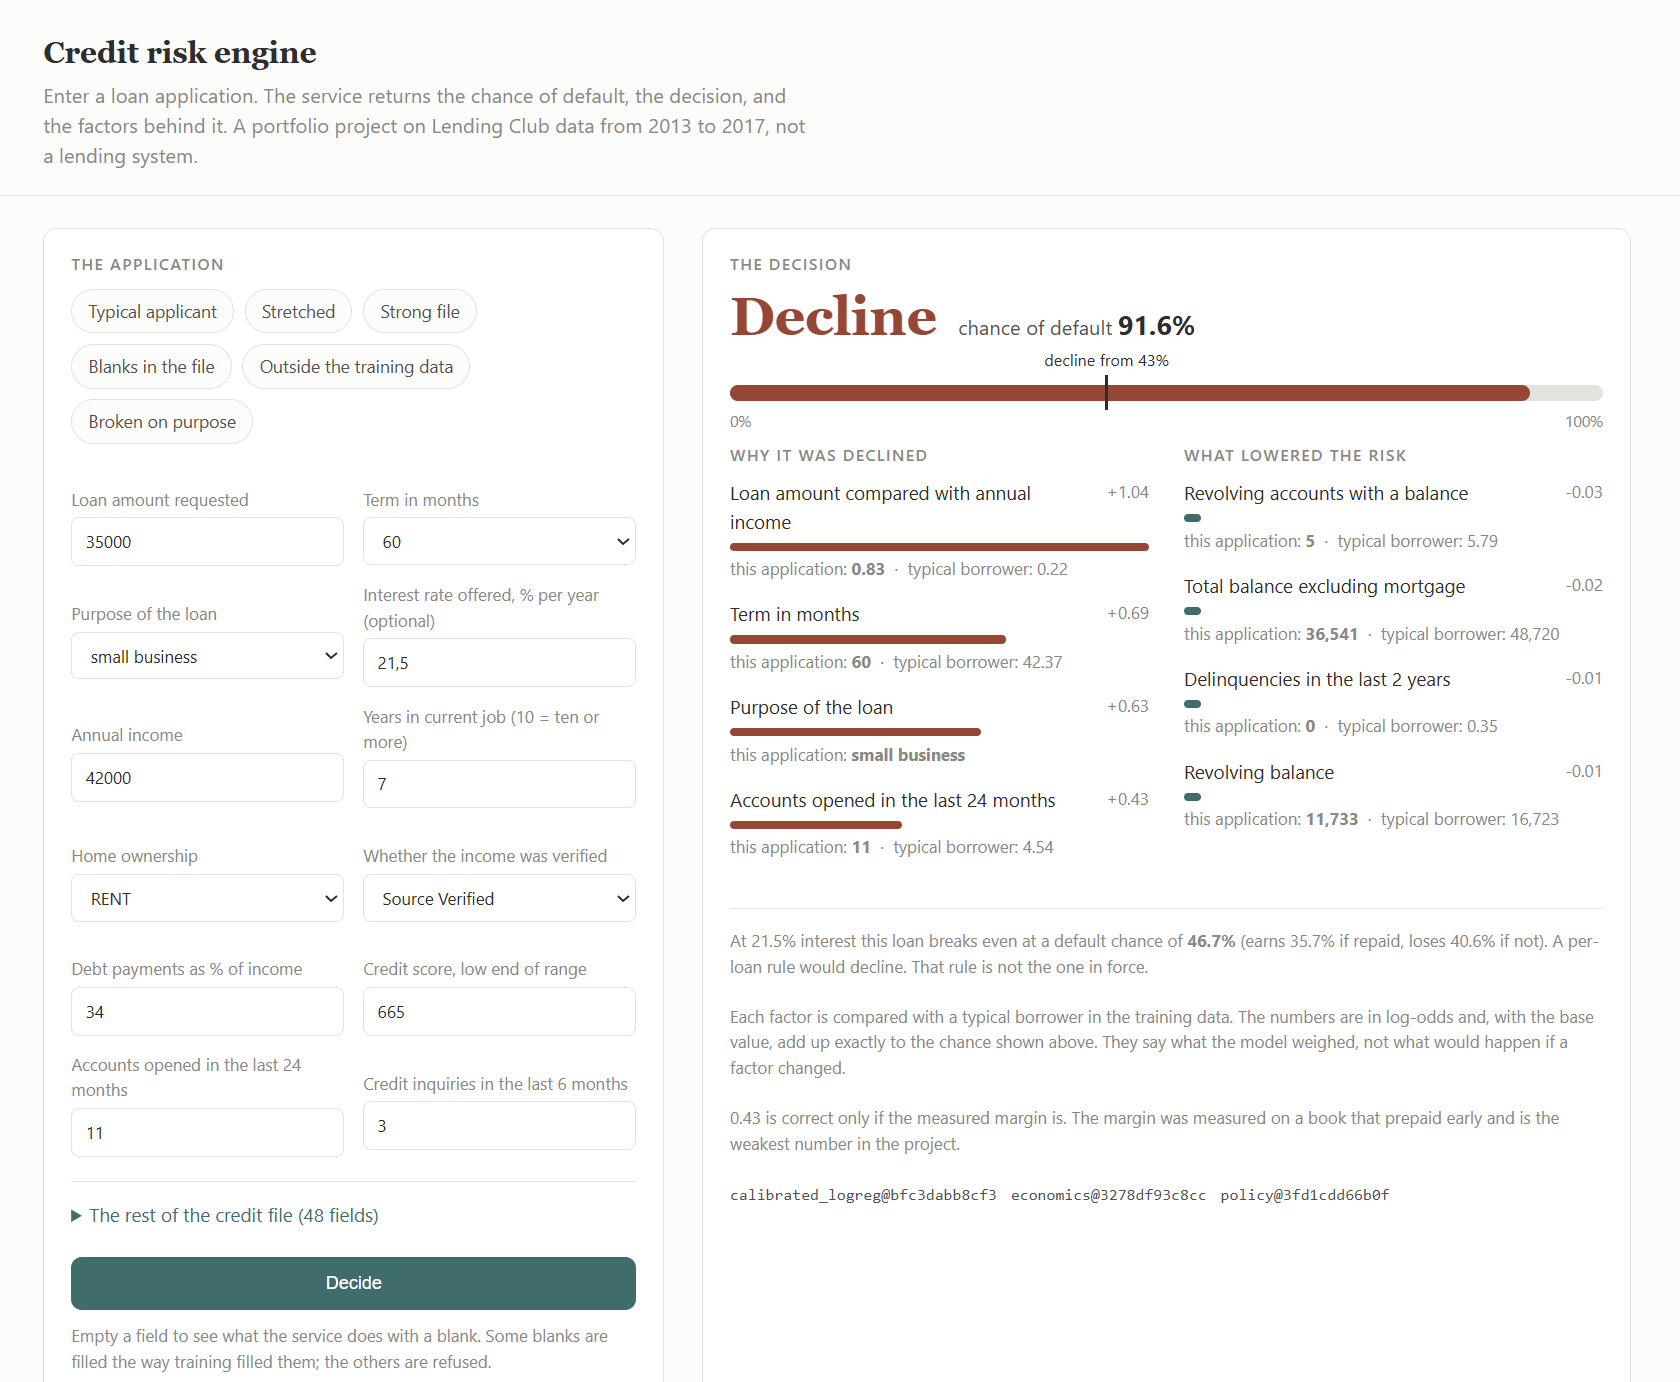 Credit risk engine
Enter a loan application. The service returns the chance of default, the decision, and
the factors behind it. A portfolio project on Lending Club data from 2013 to 2017, not
a lending system.
THE APPLICATION
Typical applicant
Stretched
Strong file
Blanks in the file
Outside the training data
Broken on purpose
Loan amount requested
35000
Term in months
60
Purpose of the loan
small business
Interest rate offered, % per year
(optional)
21,5
Annual income
42000
Years in current job (10 = ten or
more)
7
Home ownership
RENT
Whether the income was verified
Source Verified
Debt payments as % of income
34
Credit score, low end of range
665
Accounts opened in the last 24
months
11
Credit inquiries in the last 6 months
3
▶ The rest of the credit file (48 fields)
Decide
Empty a field to see what the service does with a blank. Some blanks are
filled the way training filled them; the others are refused.
THE DECISION
Decline chance of default 91.6%
decline from 43%
0%
100%
WHY IT WAS DECLINED
Loan amount compared with annual
income
+1.04
this application: 0.83 · typical borrower: 0.22
Term in months
+0.69
this application: 60 · typical borrower: 42.37
Purpose of the loan
+0.63
this application: small business
Accounts opened in the last 24 months
+0.43
this application: 11 · typical borrower: 4.54
WHAT LOWERED THE RISK
Revolving accounts with a balance
-0.03
this application: 5 · typical borrower: 5.79
Total balance excluding mortgage
-0.02
this application: 36,541 · typical borrower: 48,720
Delinquencies in the last 2 years
-0.01
this application: 0 · typical borrower: 0.35
Revolving balance
-0.01
this application: 11,733 · typical borrower: 16,723
At 21.5% interest this loan breaks even at a default chance of 46.7% (earns 35.7% if repaid, loses 40.6% if not). A per-
loan rule would decline. That rule is not the one in force.
Each factor is compared with a typical borrower in the training data. The numbers are in log-odds and, with the base
value, add up exactly to the chance shown above. They say what the model weighed, not what would happen if a
factor changed.
0.43 is correct only if the measured margin is. The margin was measured on a book that prepaid early and is the
weakest number in the project.
calibrated_logreg@bfc3dabb8cf3 economics@3278df93c8cc policy@3fd1cdd66b0f